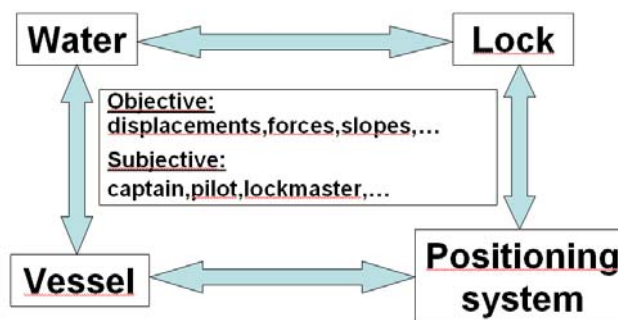 Water
Lock
Objective:
displacements,forces,slopes,...
Subjective:
captain,pilot,lockmaster,...
Vessel
Positioning
system